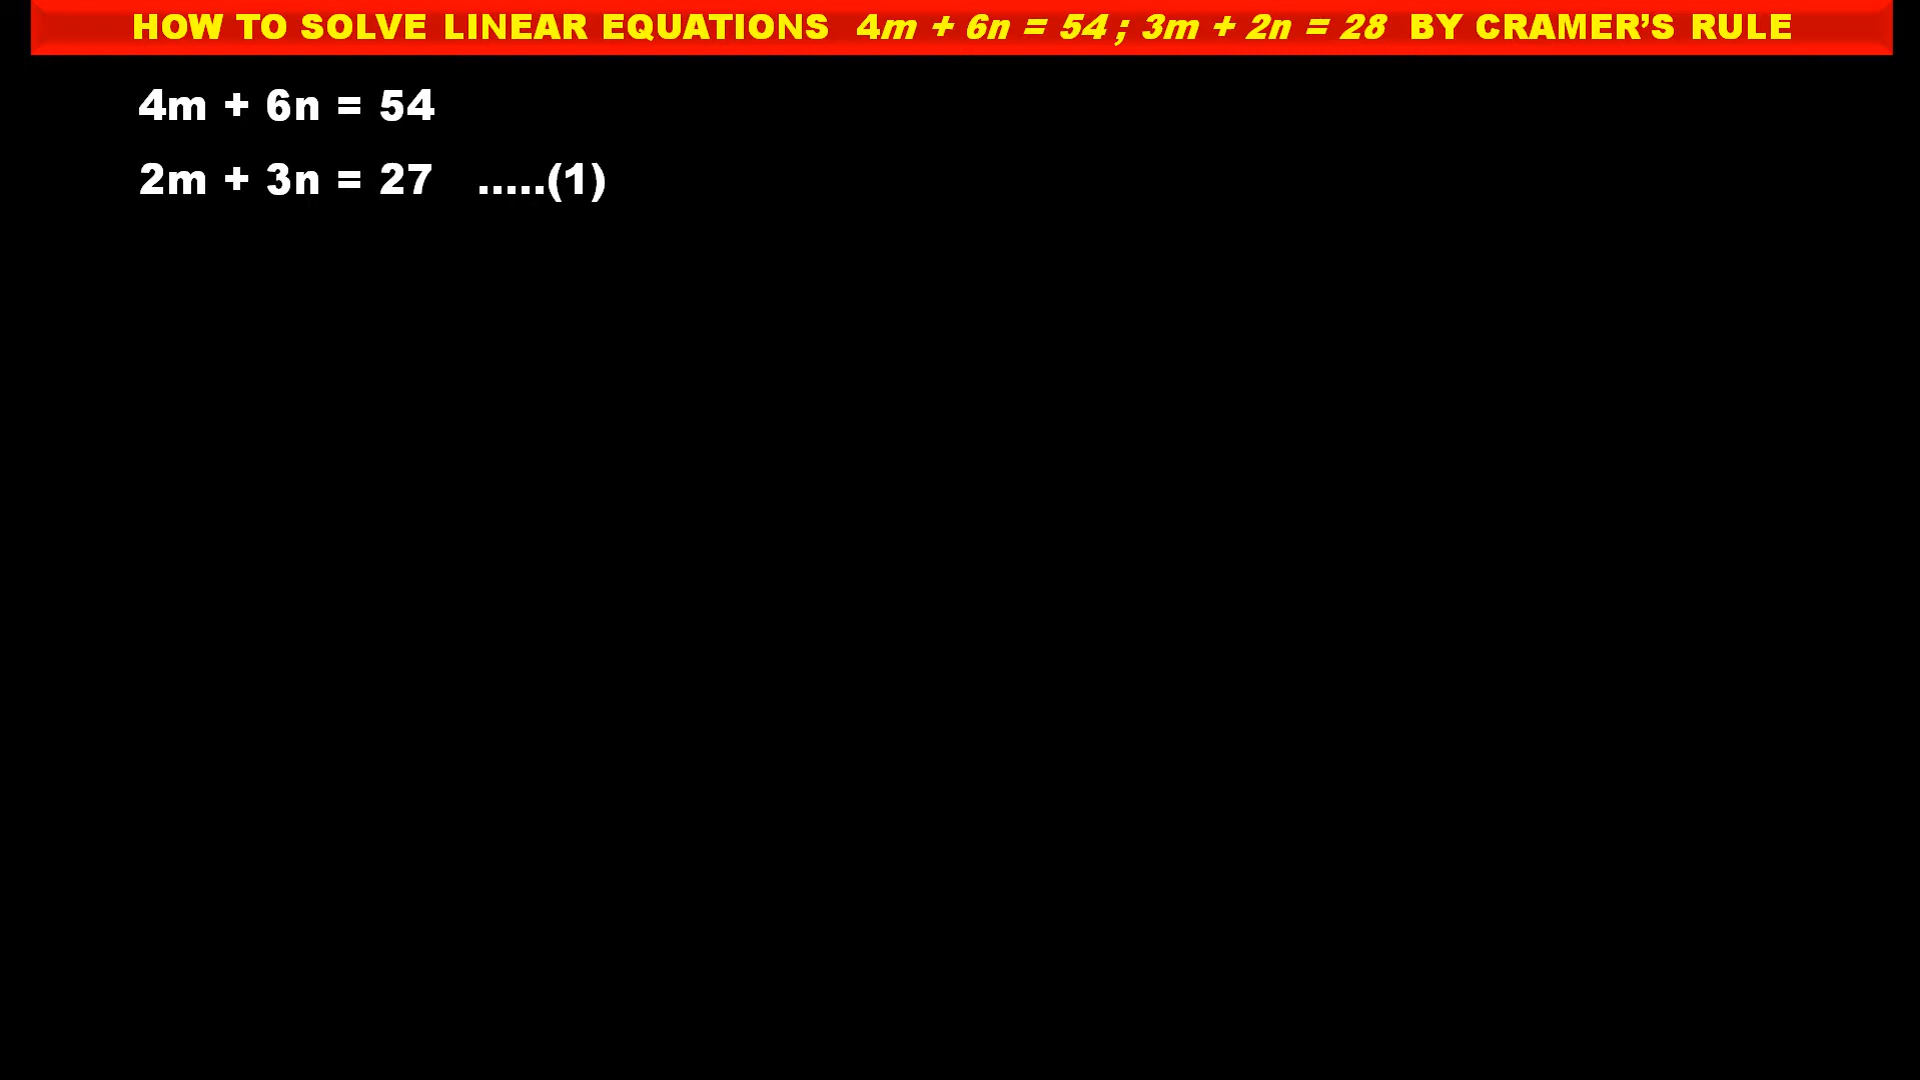 HOW TO SOLVE LINEAR EQUATIONS 4m + 6n = 54 ; 3m + 2n = 28 BY CRAMER’S RULE
4m + 6n = 54
2m + 3n = 27 .....(1)